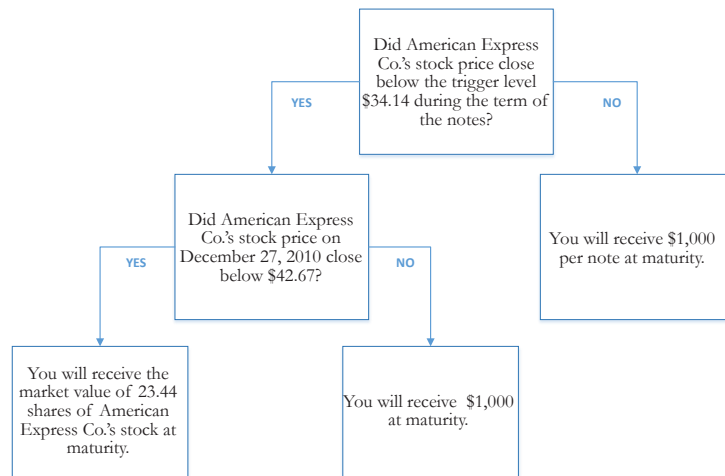 Did American Express
Co.'s stock price close
below the trigger level
$34.14 during the term of
the notes?
YES
NO
Did American Express
Co.'s stock price on
December 27, 2010 close
below $42.67?
You will receive $1,000
per note at maturity.
YES
NO
You will receive the
market value of 23.44
shares of American
Express Co.'s stock at
maturity.
You will receive $1,000
at maturity.